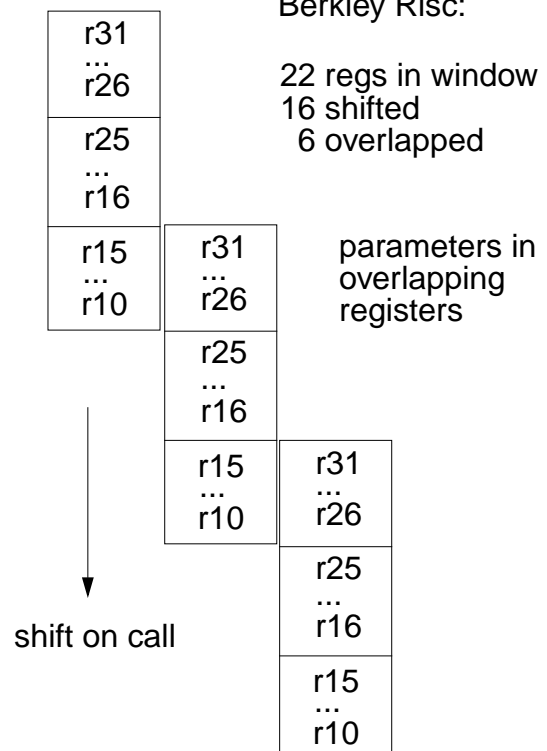 Berkley Risc:
22 regs in window
16 shifted
6 overlapped
r31
...
r26
r25
...
r16
r15
...
r10
r31
...
r26
r25
...
r16
r15
...
r10
parameters in
overlapping
registers
r31
...
r26
r25
...
r16
r15
...
r10
shift on call